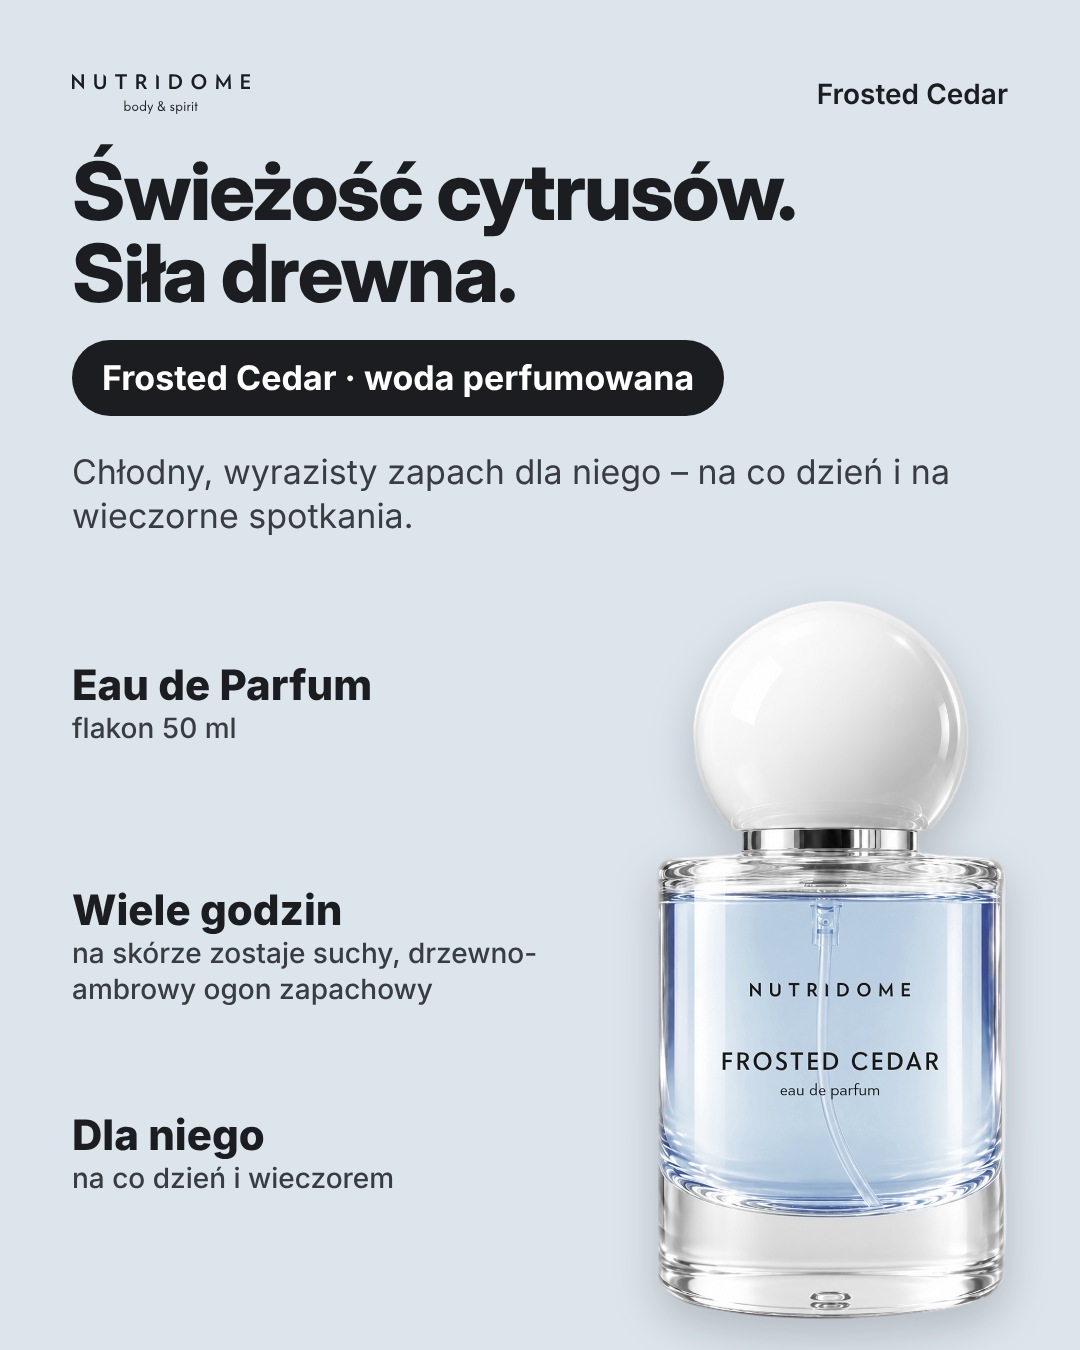 NUTRIDOME
body & spirit
Frosted Cedar
Świeżość cytrusów.
Siła drewna.
Frosted Cedar · woda perfumowana
Chłodny, wyrazisty zapach dla niego – na co dzień i na
wieczorne spotkania.
Eau de Parfum
flakon 50 ml
Wiele godzin
na skórze zostaje suchy, drzewno-
ambrowy ogon zapachowy
Dla niego
na co dzień i wieczorem
NUTRIDOME
FROSTED CEDAR
eau de parfum